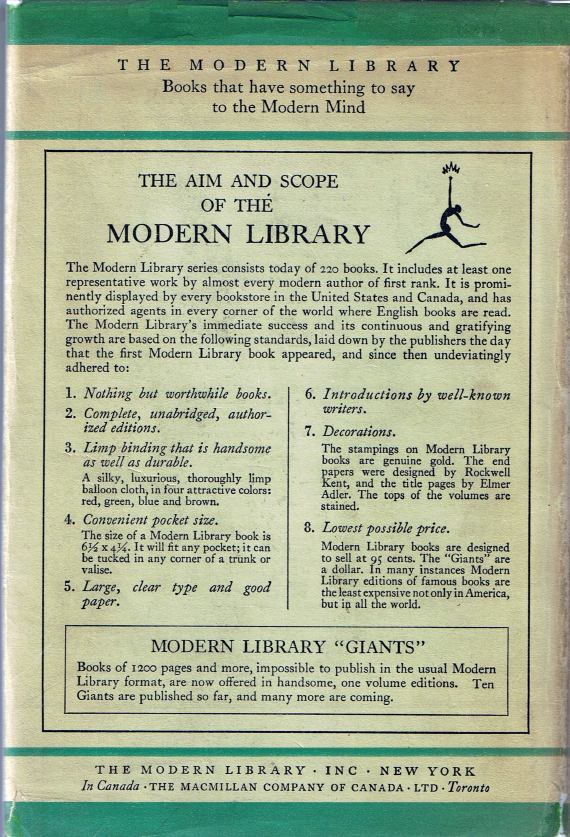 THE MODERN LIBRARY
Books that have something to say
to the Modern Mind
THE AIM AND SCOPE
OF THE
MODERN LIBRARY
The Modern Library series consists today of 220 books. It includes at least one
representative work by almost every modern author of first rank. It is promi-
nently displayed by every bookstore in the United States and Canada, and has
authorized agents in every corner of the world where English books are read.
The Modern Library's immediate success and its continuous and gratifying
growth are based on the following standards, laid down by the publishers the day
that the first Modern Library book appeared, and since then undeviatingly
adhered to:
1. Nothing but worthwhile books.
2. Complete, unabridged, author-
ized editions.
3. Limp binding that is handsome
as well as durable.
A silky, luxurious, thoroughly limp
balloon cloth, in four attractive colors:
red, green, blue and brown.
4. Convenient pocket size.
The size of a Modern Library book is
6½ x 4¼. It will fit any pocket; it can
be tucked in any corner of a trunk or
valise.
5. Large, clear type and good
paper.
6. Introductions by well-known
writers.
7. Decorations.
The stampings on Modern Library
books are genuine gold. The end
papers were designed by Rockwell
Kent, and the title pages by Elmer
Adler. The tops of the volumes are
stained.
8. Lowest possible price.
Modern Library books are designed
to sell at 95 cents. The "Giants" are
a dollar. In many instances Modern
Library editions of famous books are
the least expensive not only in America,
but in all the world.
MODERN LIBRARY "GIANTS"
Books of 1200 pages and more, impossible to publish in the usual Modern
Library format, are now offered in handsome, one volume editions. Ten
Giants are published so far, and many more are coming.
THE MODERN LIBRARY · INC · NEW YORK
In Canada · THE MACMILLAN COMPANY OF CANADA · LTD · Toronto